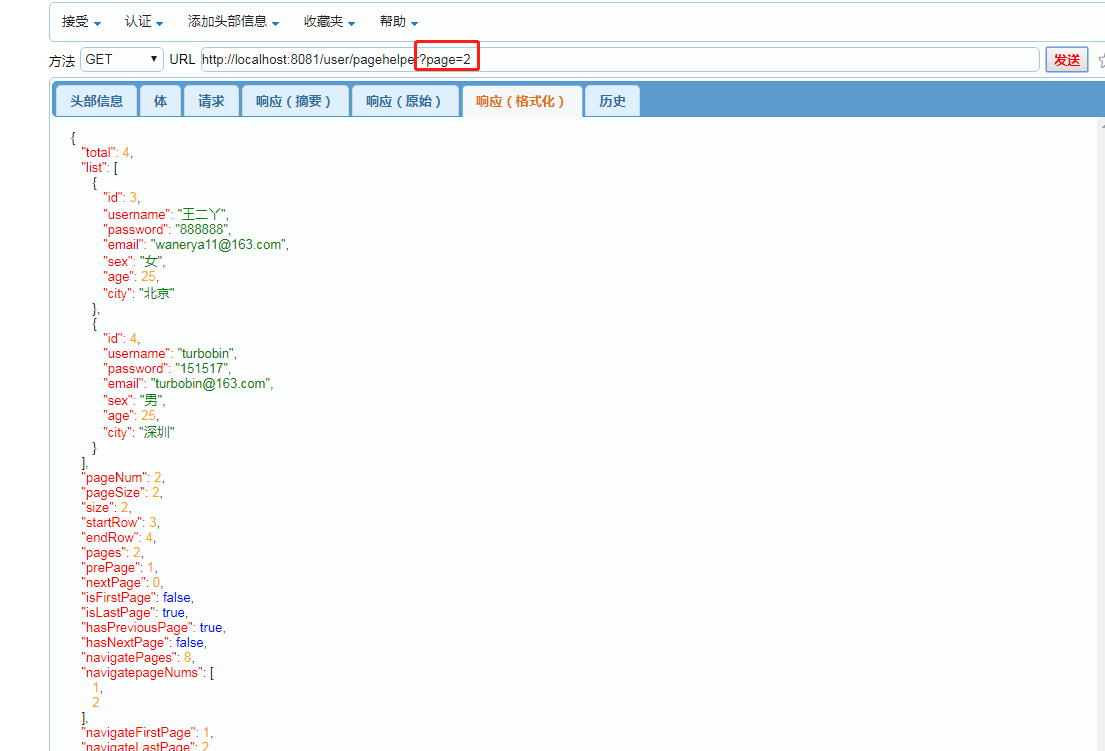 接受 认证 添加头部信息 收藏夹 帮助
方法 GET URL http://localhost:8081/user/pagehelper?page=2 发送
头部信息 体 请求 响应（摘要） 响应（原始） 响应（格式化） 历史
{
"total": 4,
"list": [
{
"id": 3,
"username": "王二丫",
"password": "888888",
"email": "wanerya11@163.com",
"sex": "女",
"age": 25,
"city": "北京"
},
{
"id": 4,
"username": "turbobin",
"password": "151517",
"email": "turbobin@163.com",
"sex": "男",
"age": 25,
"city": "深圳"
}
],
"pageNum": 2,
"pageSize": 2,
"size": 2,
"startRow": 3,
"endRow": 4,
"pages": 2,
"prePage": 1,
"nextPage": 0,
"isFirstPage": false,
"isLastPage": true,
"hasPreviousPage": true,
"hasNextPage": false,
"navigatePages": 8,
"navigatepageNums": [
1,
2
],
"navigateFirstPage": 1,
"navigateLastPage": 2